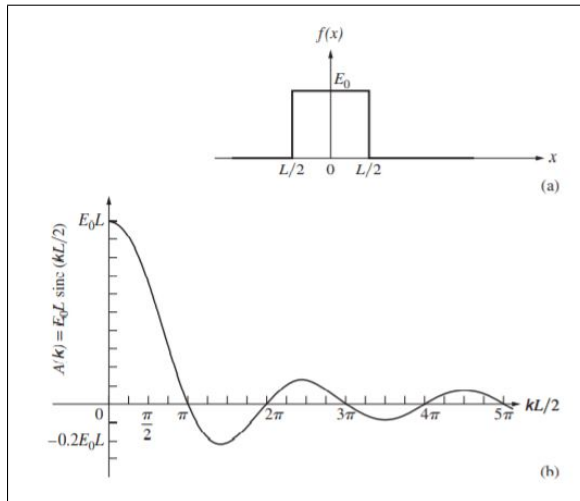 f(x)
E₀
x
L/2 0 L/2
(a)
E₀L
A(k) = E₀L sinc (kL/2)
0 π/2 π 2π 3π 4π 5π kL/2
−0.2E₀L
(b)